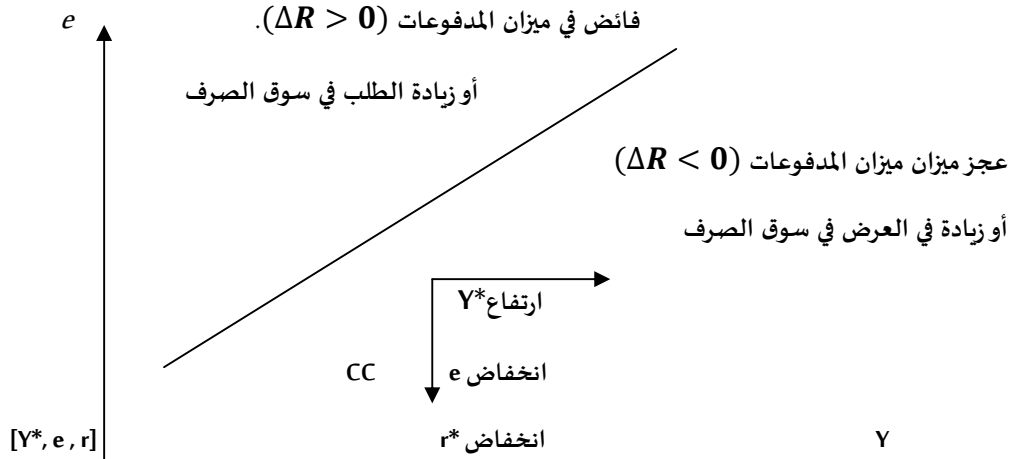 e
فائض في ميزان المدفوعات (ΔR > 0).
أو زيادة الطلب في سوق الصرف
عجز ميزان ميزان المدفوعات (ΔR < 0)
أو زيادة في العرض في سوق الصرف
ارتفاع *Y
CC
انخفاض e
[Y*, e , r]
انخفاض *r
Y